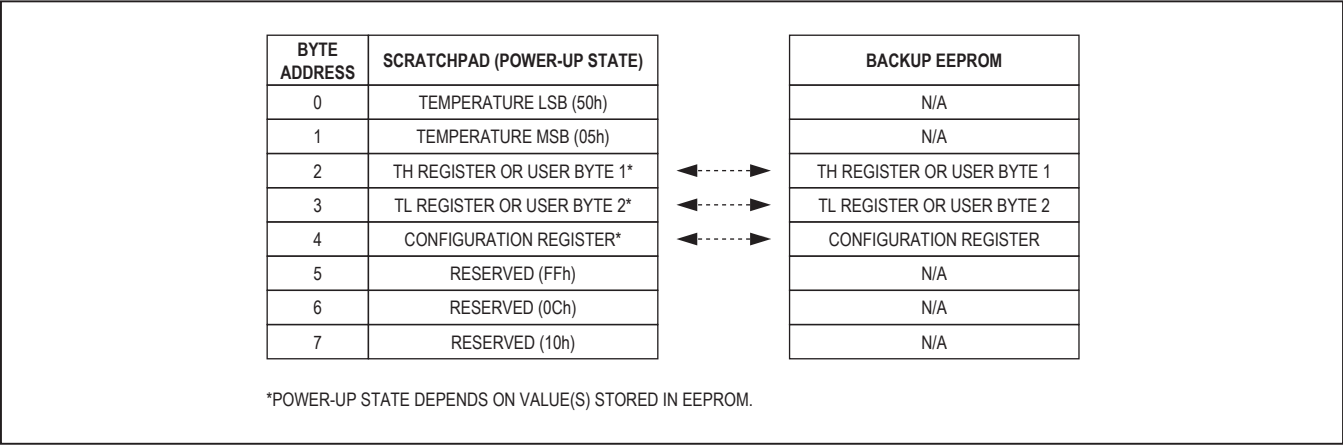 BYTE ADDRESS SCRATCHPAD (POWER-UP STATE) BACKUP EEPROM
0 TEMPERATURE LSB (50h) N/A
1 TEMPERATURE MSB (05h) N/A
2 TH REGISTER OR USER BYTE 1* TH REGISTER OR USER BYTE 1
3 TL REGISTER OR USER BYTE 2* TL REGISTER OR USER BYTE 2
4 CONFIGURATION REGISTER* CONFIGURATION REGISTER
5 RESERVED (FFh) N/A
6 RESERVED (0Ch) N/A
7 RESERVED (10h) N/A
*POWER-UP STATE DEPENDS ON VALUE(S) STORED IN EEPROM.